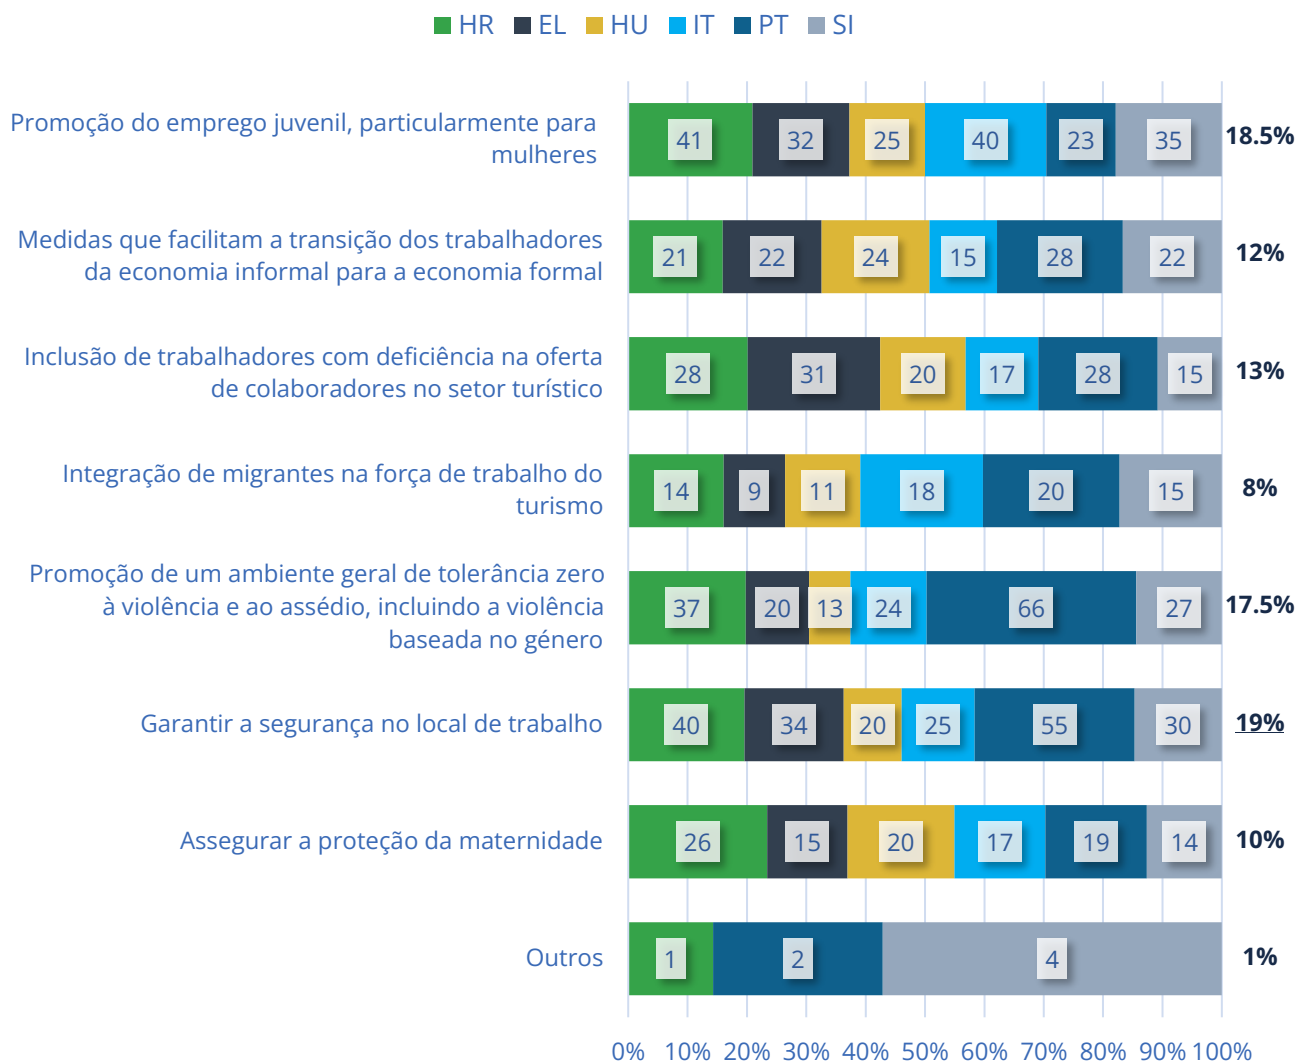 HR EL HU IT PT SI
Promoção do emprego juvenil, particularmente para
mulheres
41 32 25 40 23 35 18.5%
Medidas que facilitam a transição dos trabalhadores
da economia informal para a economia formal
21 22 24 15 28 22 12%
Inclusão de trabalhadores com deficiência na oferta
de colaboradores no setor turístico
28 31 20 17 28 15 13%
Integração de migrantes na força de trabalho do
turismo
14 9 11 18 20 15 8%
Promoção de um ambiente geral de tolerância zero
à violência e ao assédio, incluindo a violência
baseada no género
37 20 13 24 66 27 17.5%
Garantir a segurança no local de trabalho
40 34 20 25 55 30 19%
Assegurar a proteção da maternidade
26 15 20 17 19 14 10%
Outros
1 2 4 1%
0% 10% 20% 30% 40% 50% 60% 70% 80% 90% 100%